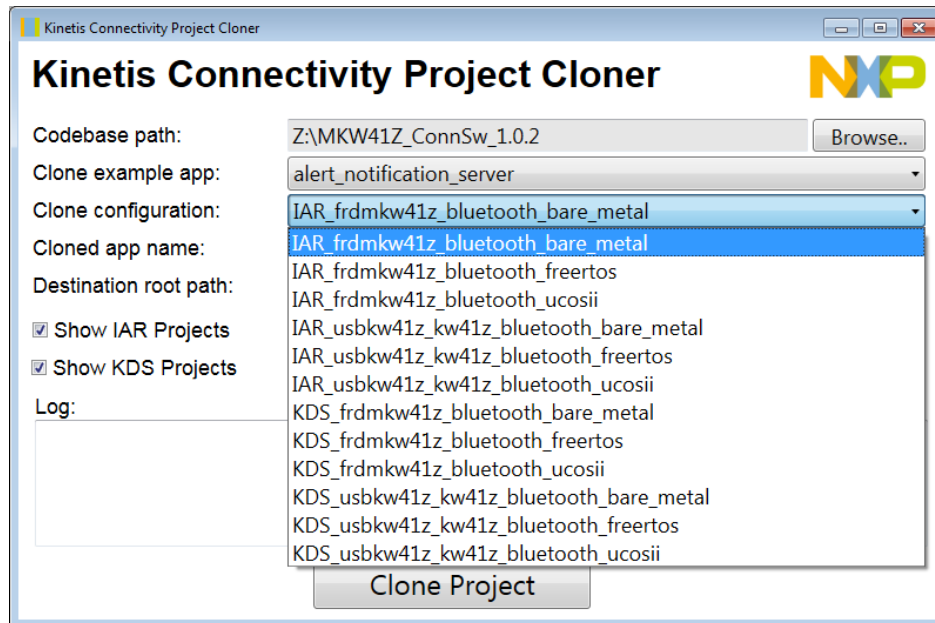 Kinetis Connectivity Project Cloner
Kinetis Connectivity Project Cloner
NXP
Codebase path: Z:\MKW41Z_ConnSw_1.0.2 Browse..
Clone example app: alert_notification_server
Clone configuration: IAR_frdmkw41z_bluetooth_bare_metal
Cloned app name: IAR_frdmkw41z_bluetooth_bare_metal
IAR_frdmkw41z_bluetooth_freertos
Destination root path: IAR_frdmkw41z_bluetooth_ucosii
Show IAR Projects IAR_usbkw41z_kw41z_bluetooth_bare_metal
IAR_usbkw41z_kw41z_bluetooth_freertos
Show KDS Projects IAR_usbkw41z_kw41z_bluetooth_ucosii
Log: KDS_frdmkw41z_bluetooth_bare_metal
KDS_frdmkw41z_bluetooth_freertos
KDS_frdmkw41z_bluetooth_ucosii
KDS_usbkw41z_kw41z_bluetooth_bare_metal
KDS_usbkw41z_kw41z_bluetooth_freertos
KDS_usbkw41z_kw41z_bluetooth_ucosii
Clone Project